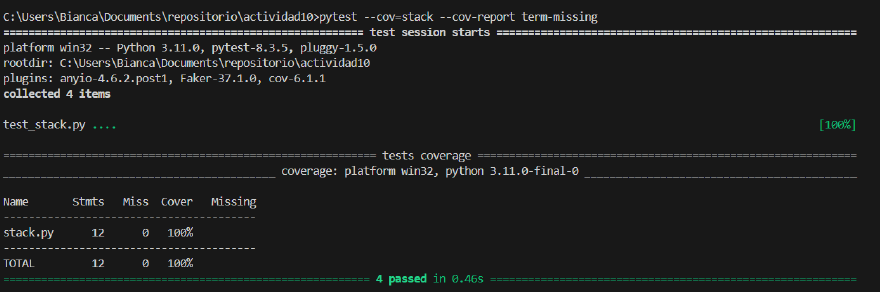 C:\Users\Bianca\Documents\repositorio\actividad10>pytest --cov=stack --cov-report term-missing
================================================== test session starts ==================================================
platform win32 -- Python 3.11.0, pytest-8.3.5, pluggy-1.5.0
rootdir: C:\Users\Bianca\Documents\repositorio\actividad10
plugins: anyio-4.6.2.post1, Faker-37.1.0, cov-6.1.1
collected 4 items
test_stack.py .... [100%]
==================================================== tests coverage ====================================================
___________________________________ coverage: platform win32, python 3.11.0-final-0 ___________________________________
Name Stmts Miss Cover Missing
----------------------------------------
stack.py 12 0 100%
----------------------------------------
TOTAL 12 0 100%
=================================================== 4 passed in 0.46s ===================================================